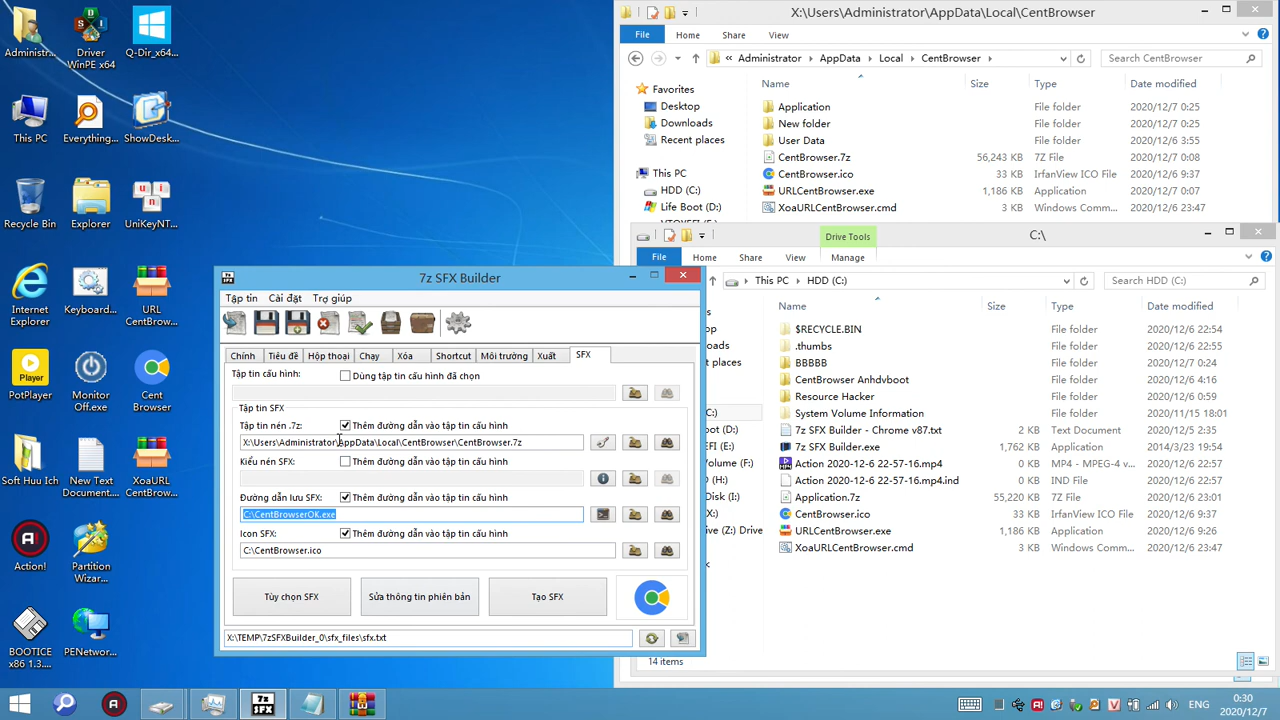 Administr...
Driver
WinPE x64
Q-Dir_x64...
This PC
Everything...
ShowDesk...
Recycle Bin
Explorer
UniKeyNT...
Internet
Explorer
Keyboard...
URL
CentBrow...
PotPlayer
Monitor
Off.exe
Cent
Browser
Soft Huu Ich
New Text
Document...
XoaURL
CentBrow...
Action!
Partition
Wizar...
BOOTICE
x86 1.3...
PENetwor...
X:\Users\Administrator\AppData\Local\CentBrowser
File Home Share View
Administrator AppData Local CentBrowser
Search CentBrowser
Favorites
Desktop
Downloads
Recent places
This PC
HDD (C:)
Life Boot (D:)
Name Size Type Date modified
Application File folder 2020/12/7 0:25
New folder File folder 2020/12/7 0:25
User Data File folder 2020/12/6 3:55
CentBrowser.7z 56,243 KB 7Z File 2020/12/7 0:08
CentBrowser.ico 33 KB IrfanView ICO File 2020/12/6 9:37
URLCentBrowser.exe 1,186 KB Application 2020/12/7 0:07
XoaURLCentBrowser.cmd 3 KB Windows Comm... 2020/12/6 23:47
Drive Tools
C:\
File Home Share View Manage
This PC HDD (C:)
Search HDD (C:)
Name Size Type Date modified
$RECYCLE.BIN File folder 2020/12/6 22:54
.thumbs File folder 2020/12/6 22:55
BBBBB File folder 2020/12/7 0:24
CentBrowser Anhdvboot File folder 2020/12/6 4:16
Resource Hacker File folder 2020/12/6 22:55
System Volume Information File folder 2020/11/15 18:01
7z SFX Builder - Chrome v87.txt 2 KB Text Document 2020/12/6 9:30
7z SFX Builder.exe 1,762 KB Application 2014/3/31 5:27
Action 2020-12-6 22-57-16.mp4 0 KB MP4 - MPEG-4 v... 2020/12/6 22:57
Action 2020-12-6 22-57-16.mp4.ind 0 KB IND File 2020/12/6 22:57
Application.7z 55,220 KB 7Z File 2020/12/6 9:24
CentBrowser.ico 33 KB IrfanView ICO File 2020/12/6 9:37
URLCentBrowser.exe 1,186 KB Application 2020/12/6 9:26
XoaURLCentBrowser.cmd 3 KB Windows Comm... 2020/12/6 23:47
14 items
7z SFX Builder
Tập tin Cài đặt Trợ giúp
Chính Tiêu đề Hộp thoại Chạy Xóa Shortcut Môi trường Xuất SFX
Tập tin cấu hình: Dùng tập tin cấu hình đã chọn
Tập tin SFX
Tập tin nén .7z: Thêm đường dẫn vào tập tin cấu hình
X:\Users\Administrator\AppData\Local\CentBrowser\CentBrowser.7z
Kiểu nén SFX: Thêm đường dẫn vào tập tin cấu hình
Đường dẫn lưu SFX: Thêm đường dẫn vào tập tin cấu hình
C:\CentBrowserOK.exe
Icon SFX: Thêm đường dẫn vào tập tin cấu hình
C:\CentBrowser.ico
Tùy chọn SFX Sửa thông tin phiên bản Tạo SFX
X:\TEMP\7zSFXBuilder_0\sfx_files\sfx.txt
ENG
0:30
2020/12/7